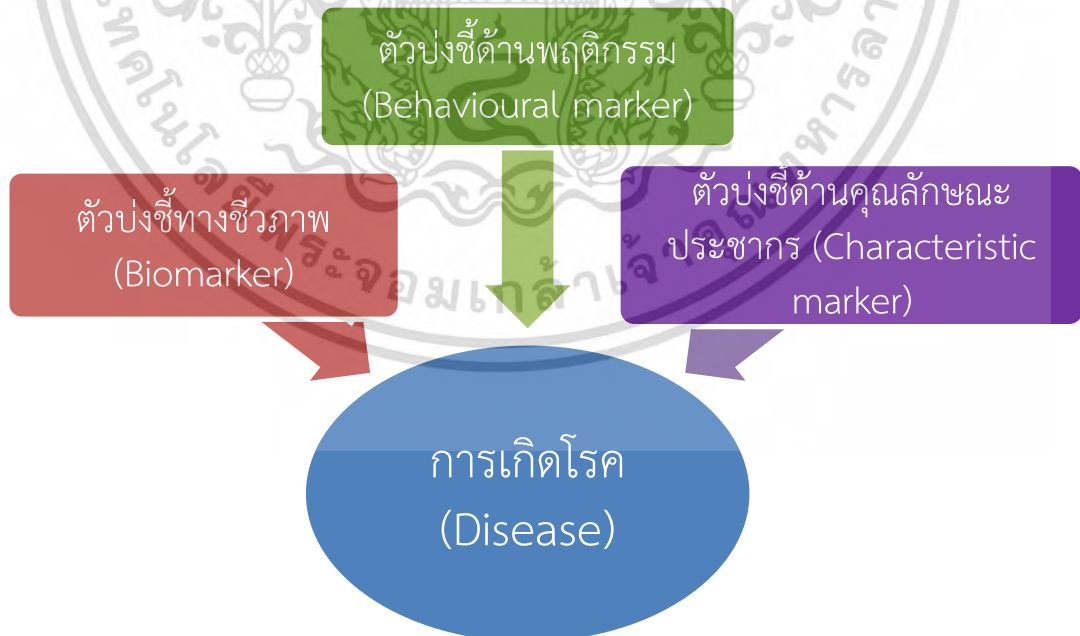 ตัวบ่งชี้ด้านพฤติกรรม
(Behavioural marker)
ตัวบ่งชี้ทางชีวภาพ
(Biomarker)
ตัวบ่งชี้ด้านคุณลักษณะ
ประชากร (Characteristic
marker)
การเกิดโรค
(Disease)